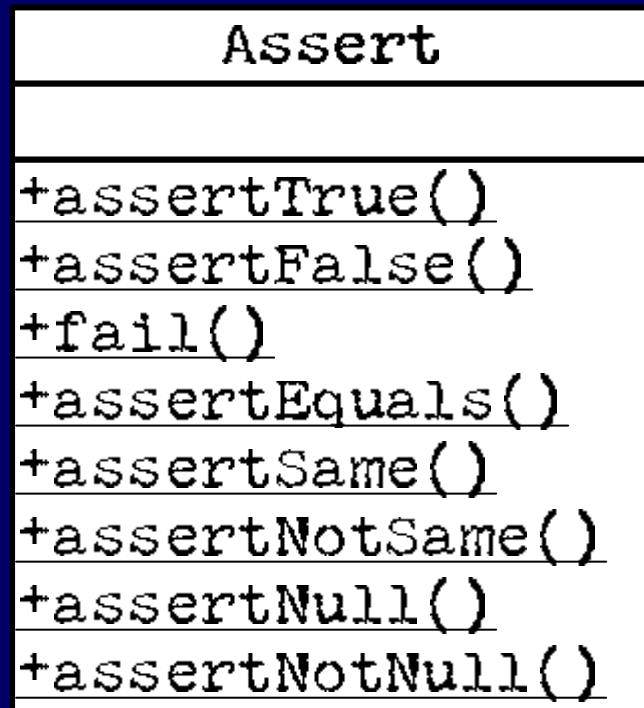 Assert
+assertTrue()
+assertFalse()
+fail()
+assertEquals()
+assertSame()
+assertNotSame()
+assertNull()
+assertNotNull()